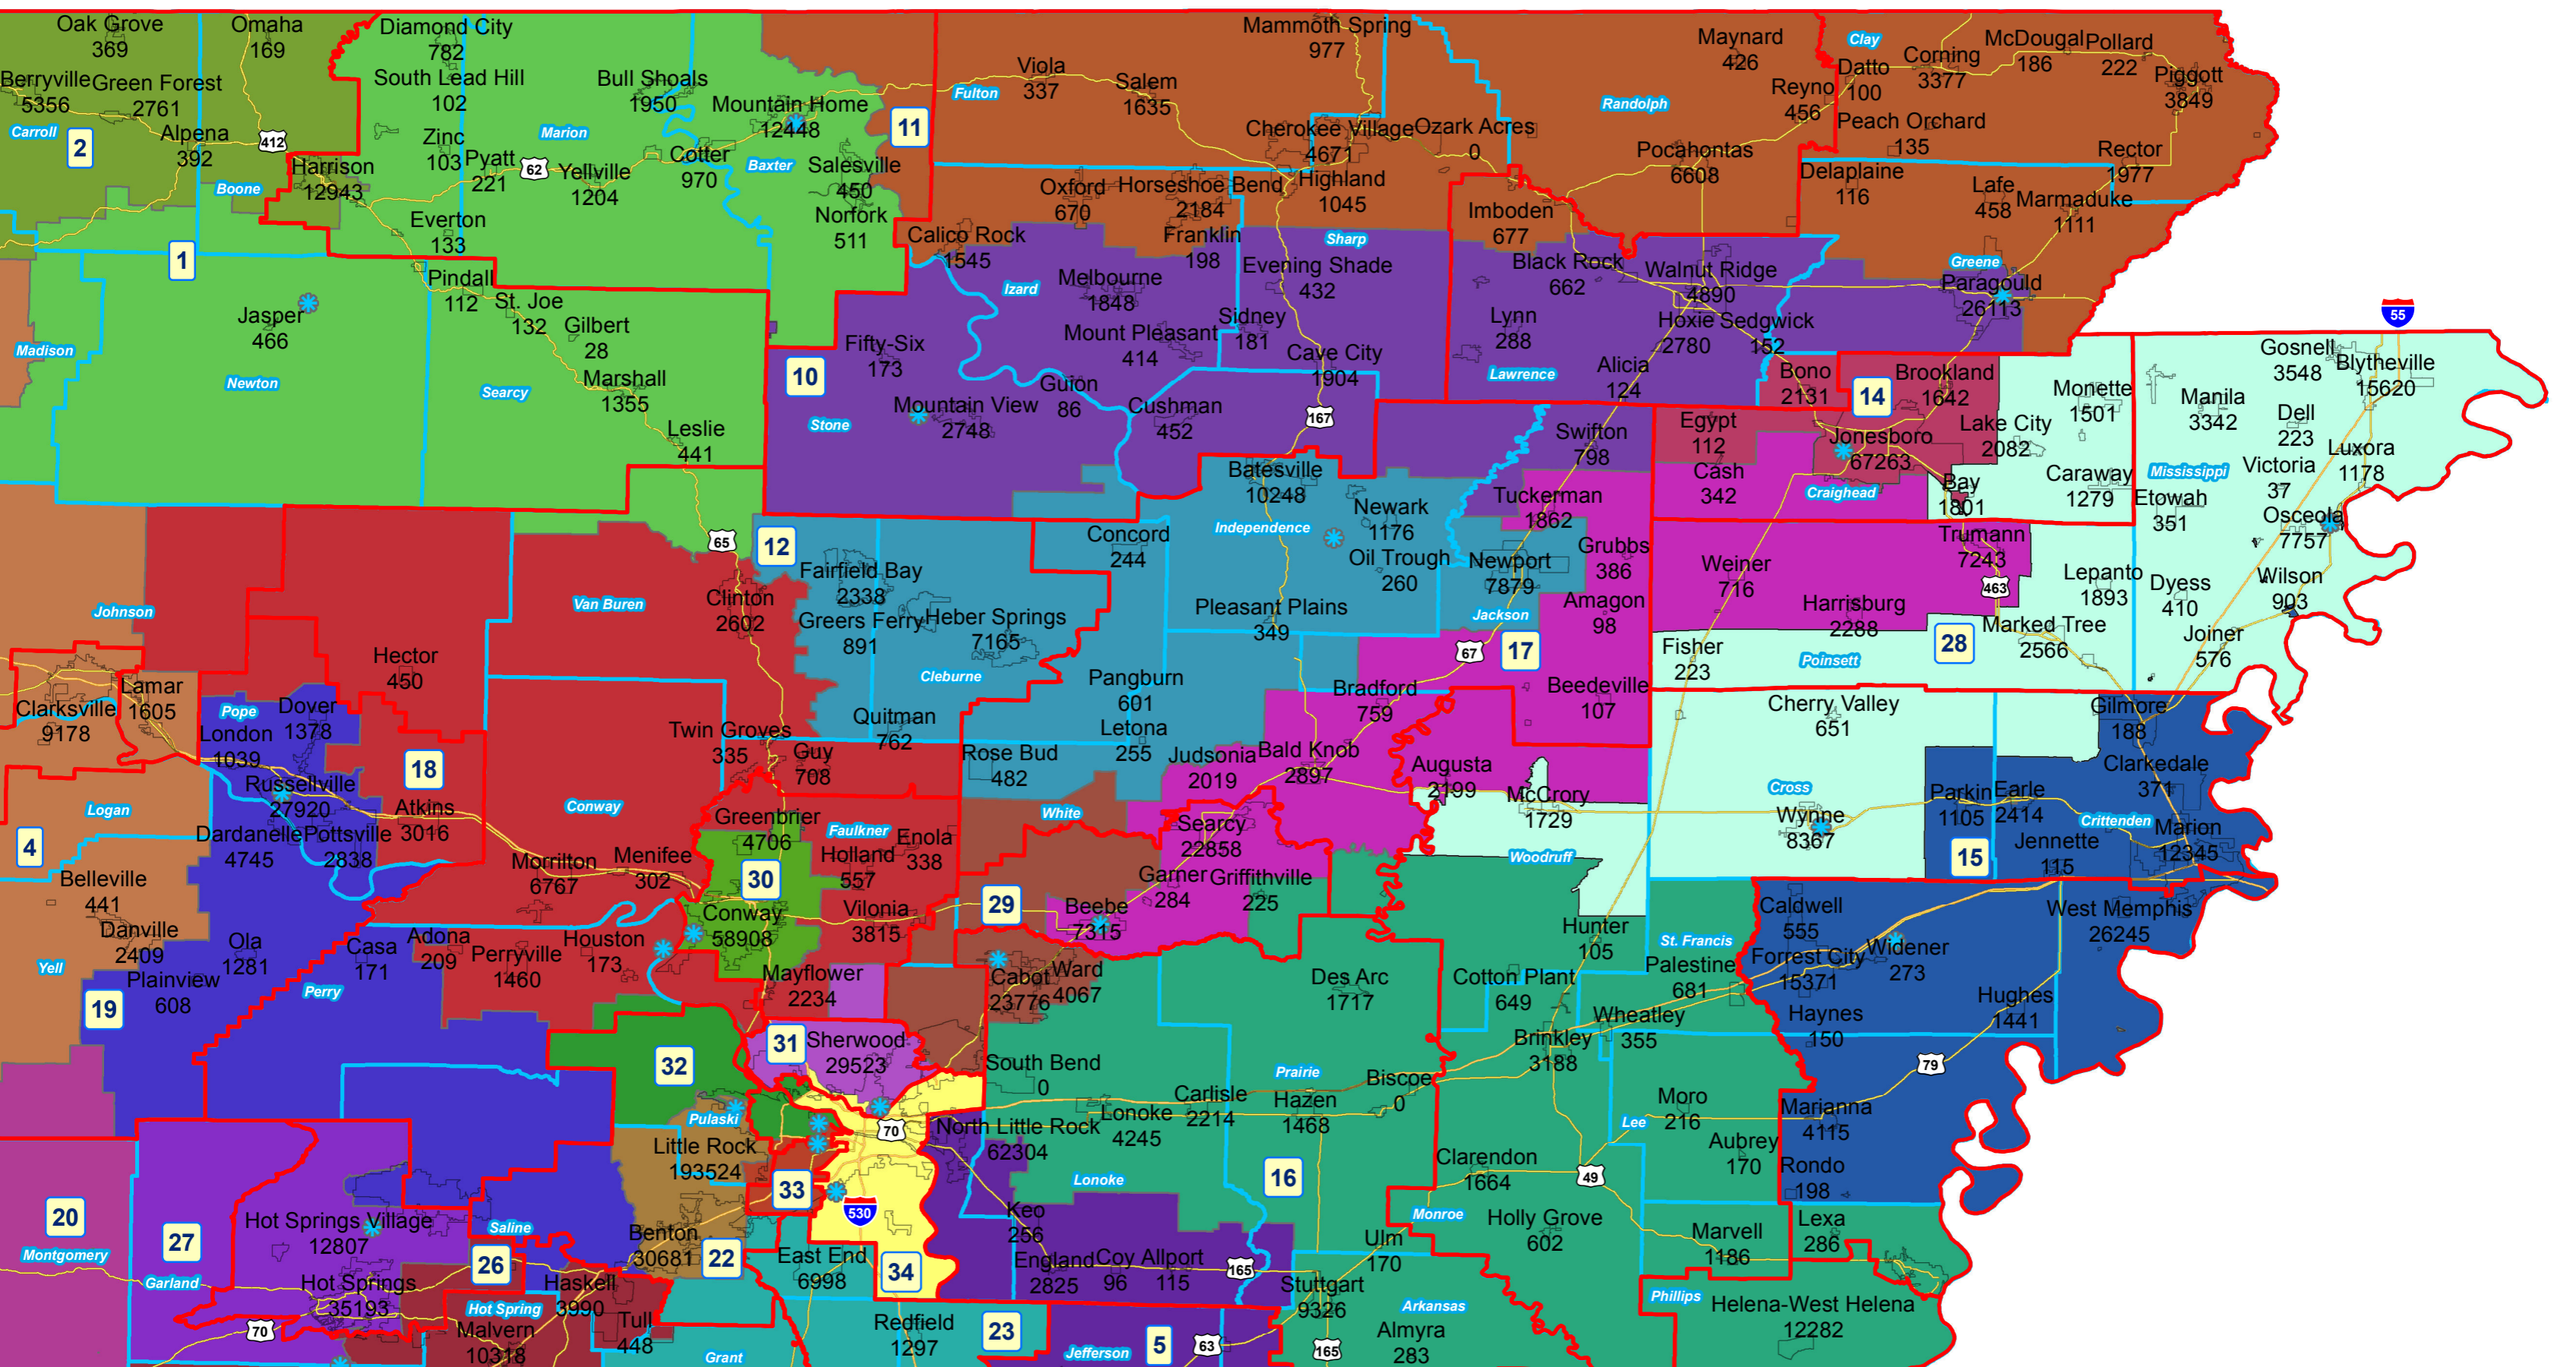 Oak Grove
369
Omaha
169
Diamond City
782
Mammoth Spring
977
Maynard
426
Clay
Corning
3377
McDougal
186
Pollard
222
Piggott
3849
Berryville
5356
Green Forest
2761
South Lead Hill
102
Bull Shoals
1950
Mountain Home
12448
Viola
337
Salem
1635
Fulton
Randolph
Reyno
456
Datto
100
Carroll
2
Alpena
392
412
Zinc
103
Marion
11
Cherokee Village
4671
Ozark Acres
0
Peach Orchard
135
Harrison
12943
Boone
Pyatt
221
62
Yellville
1204
Cotter
970
Baxter
Salesville
450
Pocahontas
6608
Rector
1977
Oxford
670
Horseshoe Bend
2184
Highland
1045
Delaplaine
116
Lafe
458
Marmaduke
1111
Everton
133
Norfork
511
Calico Rock
1545
Franklin
198
Sharp
Imboden
677
1
Pindall
112
St. Joe
132
Izard
Melbourne
1848
Evening Shade
432
Black Rock
662
Walnut Ridge
4890
Greene
Paragould
26113
55
Jasper
466
Gilbert
28
Fifty-Six
173
Mount Pleasant
414
Sidney
181
Lynn
288
Hoxie
2780
Sedgwick
152
Madison
Newton
Searcy
Marshall
1355
10
Guion
86
Cave City
1904
Lawrence
Alicia
124
Bono
2131
14
Brookland
1642
Monette
1501
Manila
3342
Gosnell
3548
Blytheville
15620
Dell
223
Stone
Mountain View
2748
Cushman
452
167
Leslie
441
Swifton
798
Egypt
112
Jonesboro
67263
Lake City
2082
Luxora
1178
Batesville
10248
Cash
342
Craighead
Bay
1801
Caraway
1279
Mississippi
Victoria
37
Etowah
351
Osceola
7757
Newark
1176
Independence
Tuckerman
1862
65
12
Concord
244
Oil Trough
260
Newport
7879
Grubbs
386
Weiner
716
Trumann
7243
463
Fairfield Bay
2338
Lepanto
1893
Dyess
410
Wilson
903
Johnson
Van Buren
Clinton
2602
Greers Ferry
891
Heber Springs
7165
Pleasant Plains
349
Jackson
Amagon
98
Harrisburg
2288
Marked Tree
2566
Joiner
576
Hector
450
Cleburne
67
17
Fisher
223
28
Poinsett
Lamar
1605
Clarksville
9178
Pope
Dover
1378
London
1039
Pangburn
601
Bradford
759
Beedeville
107
Cherry Valley
651
Gilmore
188
Twin Groves
335
Guy
708
Quitman
762
Letona
255
Rose Bud
482
Judsonia
2019
Bald Knob
2897
Augusta
2199
Clarkedale
371
18
Russellville
27920
Logan
Atkins
3016
Conway
Greenbrier
4706
Faulkner
White
McCrory
1729
Cross
Wynne
8367
Parkin
1105
Earle
2414
Crittenden
4
Dardanelle
4745
Pottsville
2838
Morrilton
6767
Menifee
302
30
Holland
557
Enola
338
Searcy
22858
Woodruff
15
Jennette
115
Marion
12345
Belleville
441
Garner
284
Griffithville
225
Conway
58908
Vilonia
3815
29
Beebe
7315
Caldwell
555
West Memphis
26245
Danville
2409
Ola
1281
Casa
171
Adona
209
Perryville
1460
Houston
173
Hunter
105
St. Francis
Palestine
681
Forrest City
15371
Widener
273
Yell
Plainview
608
Perry
Mayflower
2234
Cabot
23776
Ward
4067
Des Arc
1717
Cotton Plant
649
Hughes
1441
19
Wheatley
355
Haynes
150
32
31
Sherwood
29523
Brinkley
3188
South Bend
0
Prairie
Biscoe
0
79
Pulaski
70
Lonoke
4245
Carlisle
2214
Hazen
1468
Moro
216
Marianna
4115
Lee
Little Rock
193524
North Little Rock
62304
Aubrey
170
33
Lonoke
16
Clarendon
1664
49
Rondo
198
20
27
Hot Springs Village
12807
Saline
Benton
30681
530
Keo
256
Monroe
Holly Grove
602
Marvell
1186
Lexa
286
Montgomery
Garland
26
22
East End
6998
34
England
2825
Coy
96
Allport
115
165
Ulm
170
Hot Springs
35193
Hot Spring
Haskell
3990
Stuttgart
9326
Arkansas
Phillips
Helena-West Helena
12282
70
Malvern
10318
Tull
448
Grant
Redfield
1297
23
Jefferson
5
63
165
Almyra
283